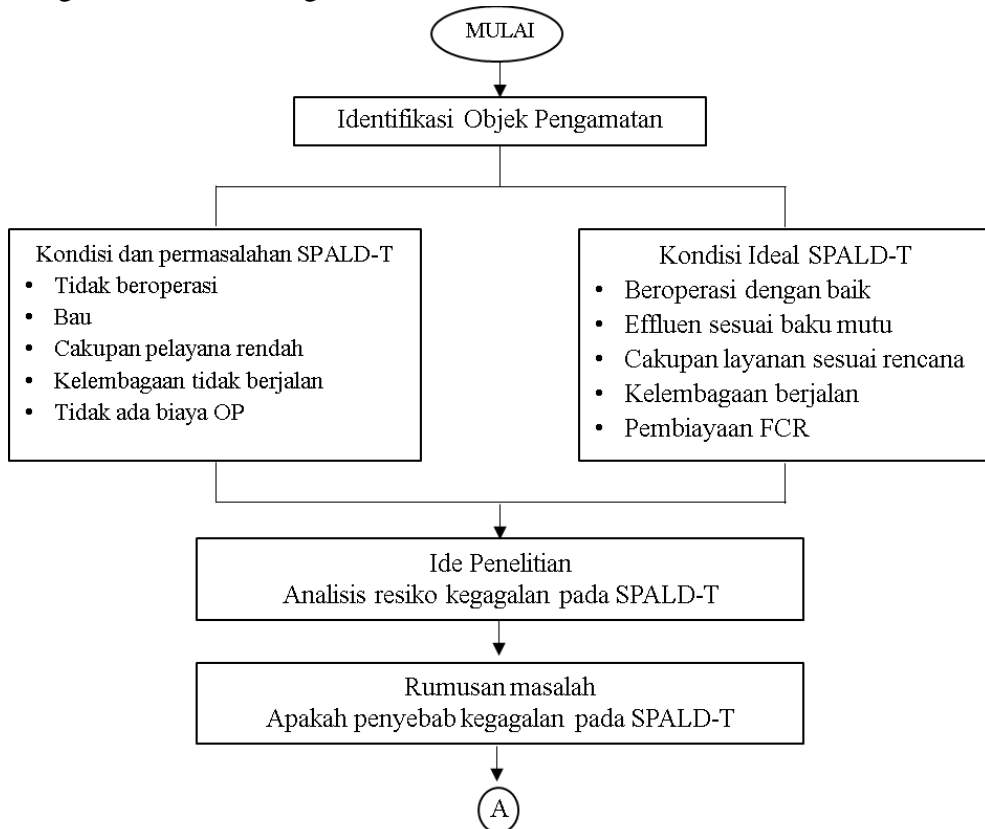 MULAI
Identifikasi Objek Pengamatan
Kondisi dan permasalahan SPALD-T
• Tidak beroperasi
• Bau
• Cakupan pelayana rendah
• Kelembagaan tidak berjalan
• Tidak ada biaya OP
Kondisi Ideal SPALD-T
• Beroperasi dengan baik
• Effluen sesuai baku mutu
• Cakupan layanan sesuai rencana
• Kelembagaan berjalan
• Pembiayaan FCR
Ide Penelitian
Analisis resiko kegagalan pada SPALD-T
Rumusan masalah
Apakah penyebab kegagalan pada SPALD-T
A